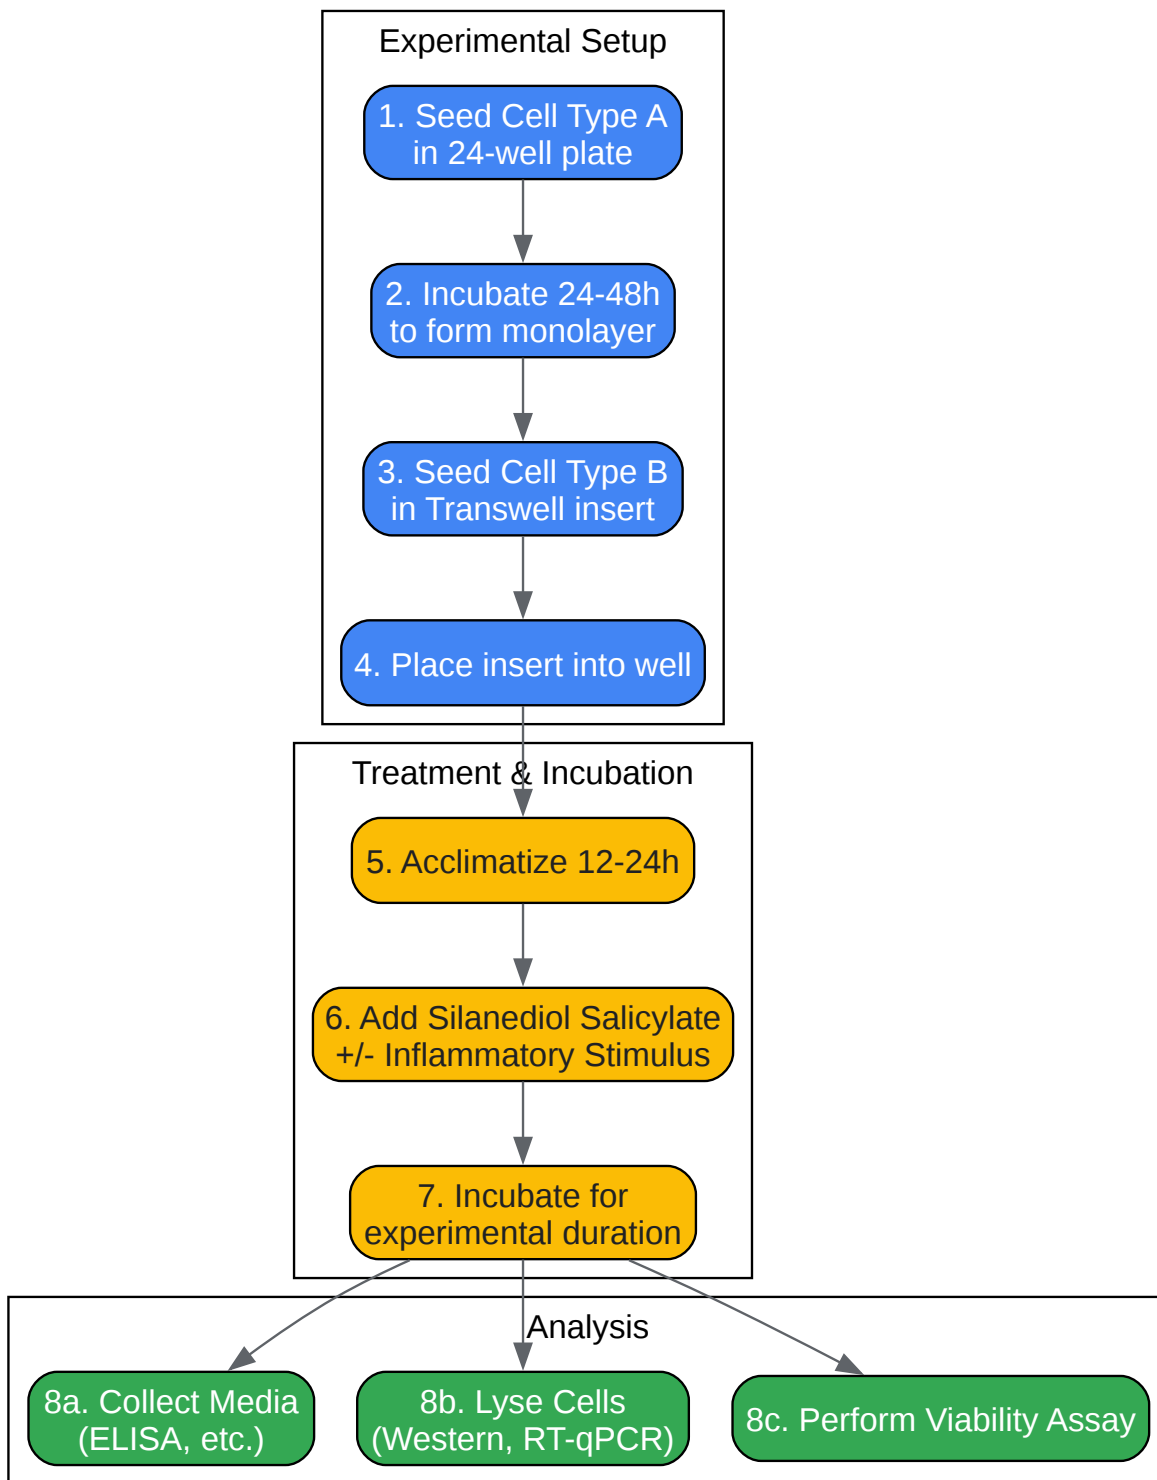 Experimental Setup
1. Seed Cell Type A
in 24-well plate
2. Incubate 24-48h
to form monolayer
3. Seed Cell Type B
in Transwell insert
4. Place insert into well
Treatment & Incubation
5. Acclimatize 12-24h
6. Add Silanediol Salicylate
+/- Inflammatory Stimulus
7. Incubate for
experimental duration
Analysis
8a. Collect Media
(ELISA, etc.)
8b. Lyse Cells
(Western, RT-qPCR)
8c. Perform Viability Assay